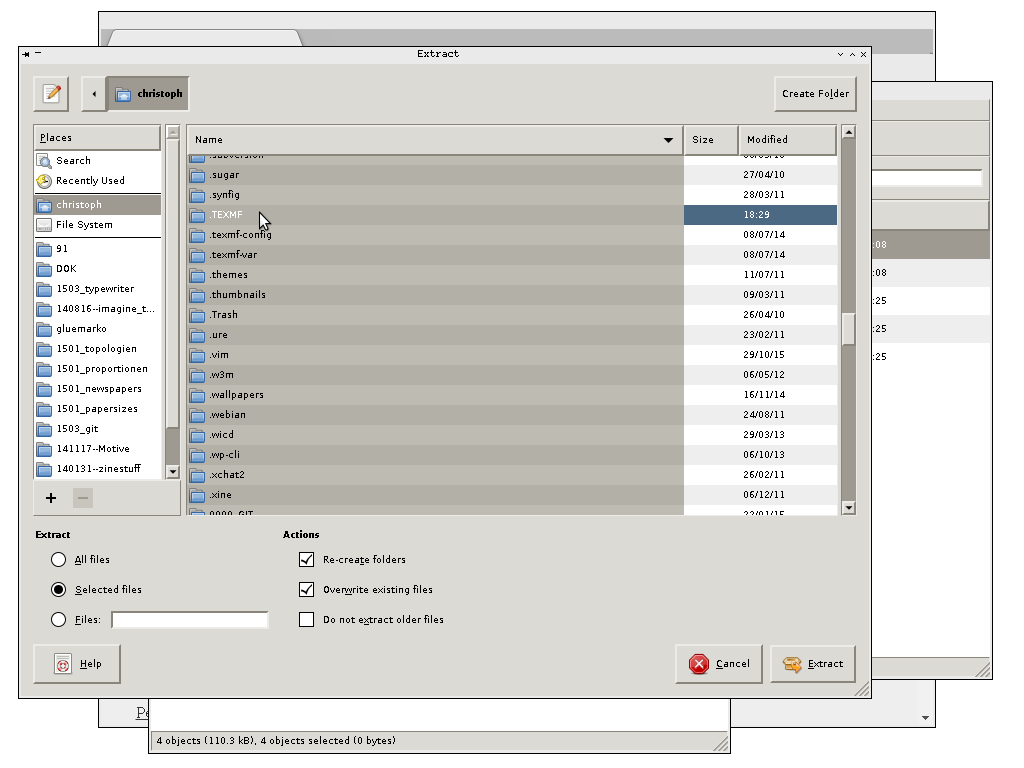 Extract
christoph
Create Folder
Places
Search
Recently Used
christoph
File System
91
DOK
1503_typewriter
140816--imagine_t...
gluemarko
1501_topologien
1501_proportionen
1501_newspapers
1501_papersizes
1503_git
141117--Motive
140131--zinestuff
Name Size Modified
.subversion
.sugar 27/04/10
.synfig 28/03/11
.TEXMF 18:29
.texmf-config 08/07/14
.texmf-var 08/07/14
.themes 11/07/11
.thumbnails 09/03/11
.Trash 26/04/10
.ure 23/02/11
.vim 29/10/15
.w3m 06/05/12
.wallpapers 16/11/14
.webian 24/08/11
.wicd 29/03/13
.wp-cli 06/10/13
.xchat2 26/02/11
.xine 06/12/11
0000_GIT 22/01/15
:08
:08
:25
:25
:25
Extract
All files
Selected files
Files:
Actions
Re-create folders
Overwrite existing files
Do not extract older files
Help
Cancel
Extract
Pe
4 objects (110.3 kB), 4 objects selected (0 bytes)